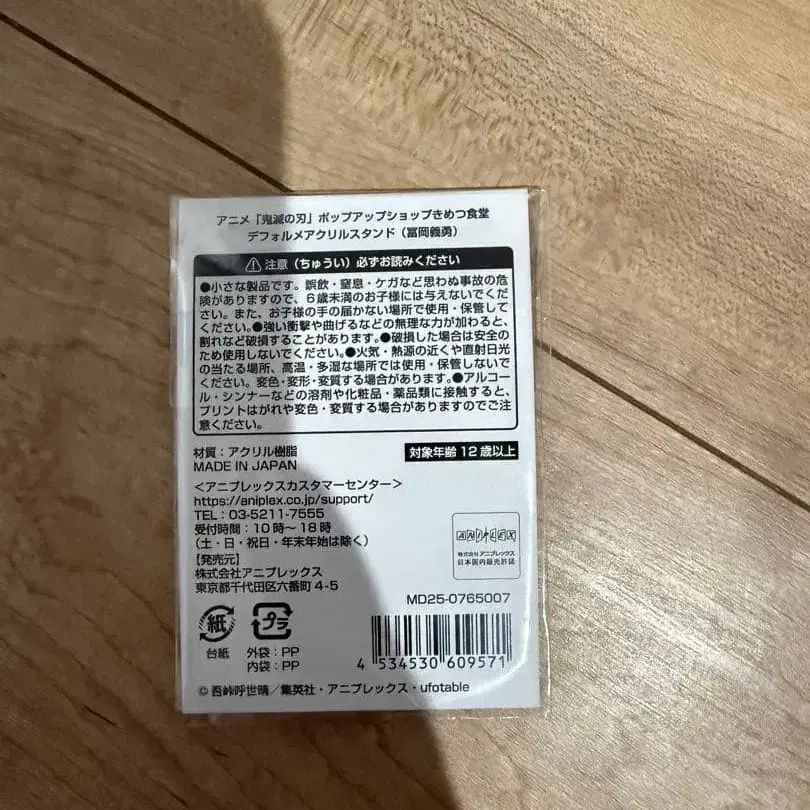 アニメ「鬼滅の刃」ポップアップショップきめつ食堂
デフォルメアクリルスタンド（冨岡義勇）
注意（ちゅうい）必ずお読みください
●小さな製品です。誤飲・窒息・ケガなど思わぬ事故の危
険がありますので、6歳未満のお子様には与えないでくだ
さい。また、お子様の手の届かない場所で使用・保管して
ください。●強い衝撃や曲げるなどの無理な力が加わると、
割れなど破損することがあります。●破損した場合は安全の
ため使用しないでください。●火気・熱源の近くや直射日光
の当たる場所、高温・多湿な場所では使用・保管しないで
ください。変色・変形・変質する場合があります。●アルコー
ル・シンナーなどの溶剤や化粧品・薬品類に接触すると、
プリントはがれや変色・変質する場合がありますのでご注
意ください。
材質：アクリル樹脂
MADE IN JAPAN
対象年齢12歳以上
＜アニプレックスカスタマーセンター＞
https://aniplex.co.jp/support/
TEL：03-5211-7555
受付時間：10時～18時
（土・日・祝日・年末年始は除く）
[発売元]
株式会社アニプレックス
東京都千代田区六番町4-5
ANIPLEX
株式会社アニプレックス
日本国内販売許諾
MD25-0765007
紙
台紙
プラ
外袋：PP
内袋：PP
4 534530 609571
©吾峠呼世晴／集英社・アニプレックス・ufotable